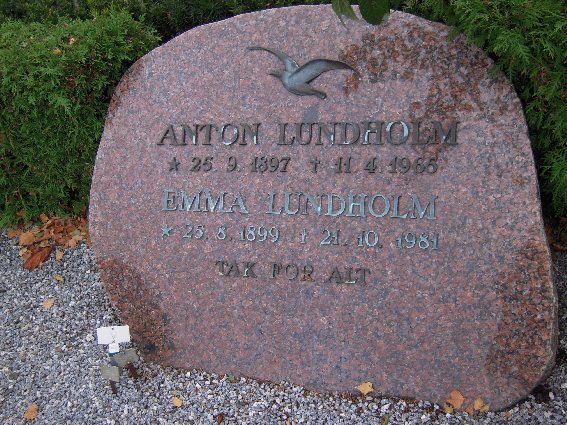 ANTON LUNDHOLM
★ 25. 9. 1897 † 11. 4. 1965
EMMA LUNDHOLM
★ 25. 8. 1899 † 21. 10. 1981
TAK FOR ALT